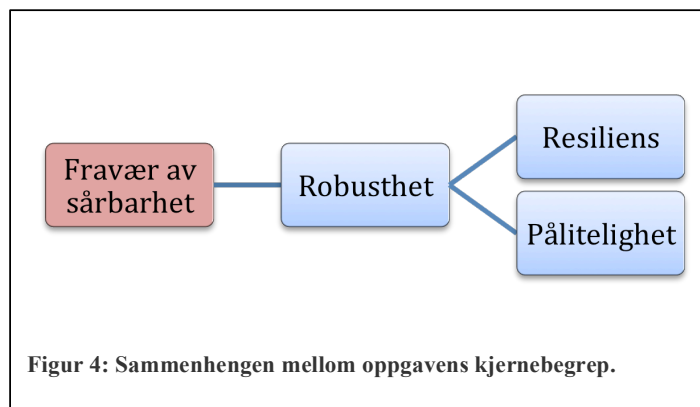 Fravær av
sårbarhet
Robusthet
Resiliens
Pålitelighet
Figur 4: Sammenhengen mellom oppgavens kjernebegrep.